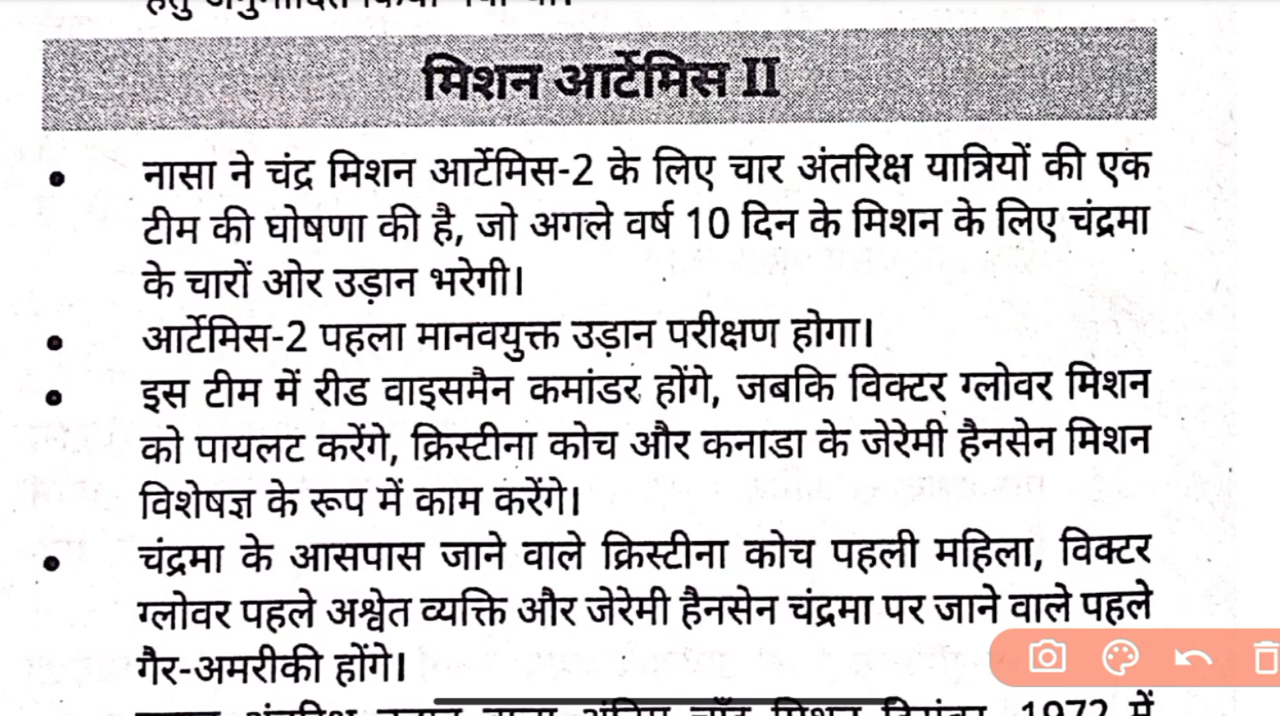 मिशन आर्टेमिस II
• नासा ने चंद्र मिशन आर्टेमिस-2 के लिए चार अंतरिक्ष यात्रियों की एक
टीम की घोषणा की है, जो अगले वर्ष 10 दिन के मिशन के लिए चंद्रमा
के चारों ओर उड़ान भरेगी।
• आर्टेमिस-2 पहला मानवयुक्त उड़ान परीक्षण होगा।
• इस टीम में रीड वाइसमैन कमांडर होंगे, जबकि विक्टर ग्लोवर मिशन
को पायलट करेंगे, क्रिस्टीना कोच और कनाडा के जेरेमी हैनसेन मिशन
विशेषज्ञ के रूप में काम करेंगे।
• चंद्रमा के आसपास जाने वाले क्रिस्टीना कोच पहली महिला, विक्टर
ग्लोवर पहले अश्वेत व्यक्ति और जेरेमी हैनसेन चंद्रमा पर जाने वाले पहले
गैर-अमरीकी होंगे।
1972 में